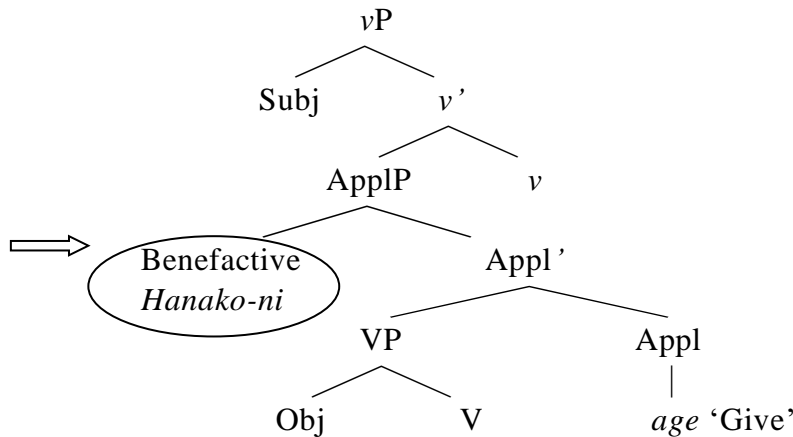 vP
Subj v’
ApplP v
Benefactive Appl’
Hanako-ni
VP Appl
Obj V age ‘Give’